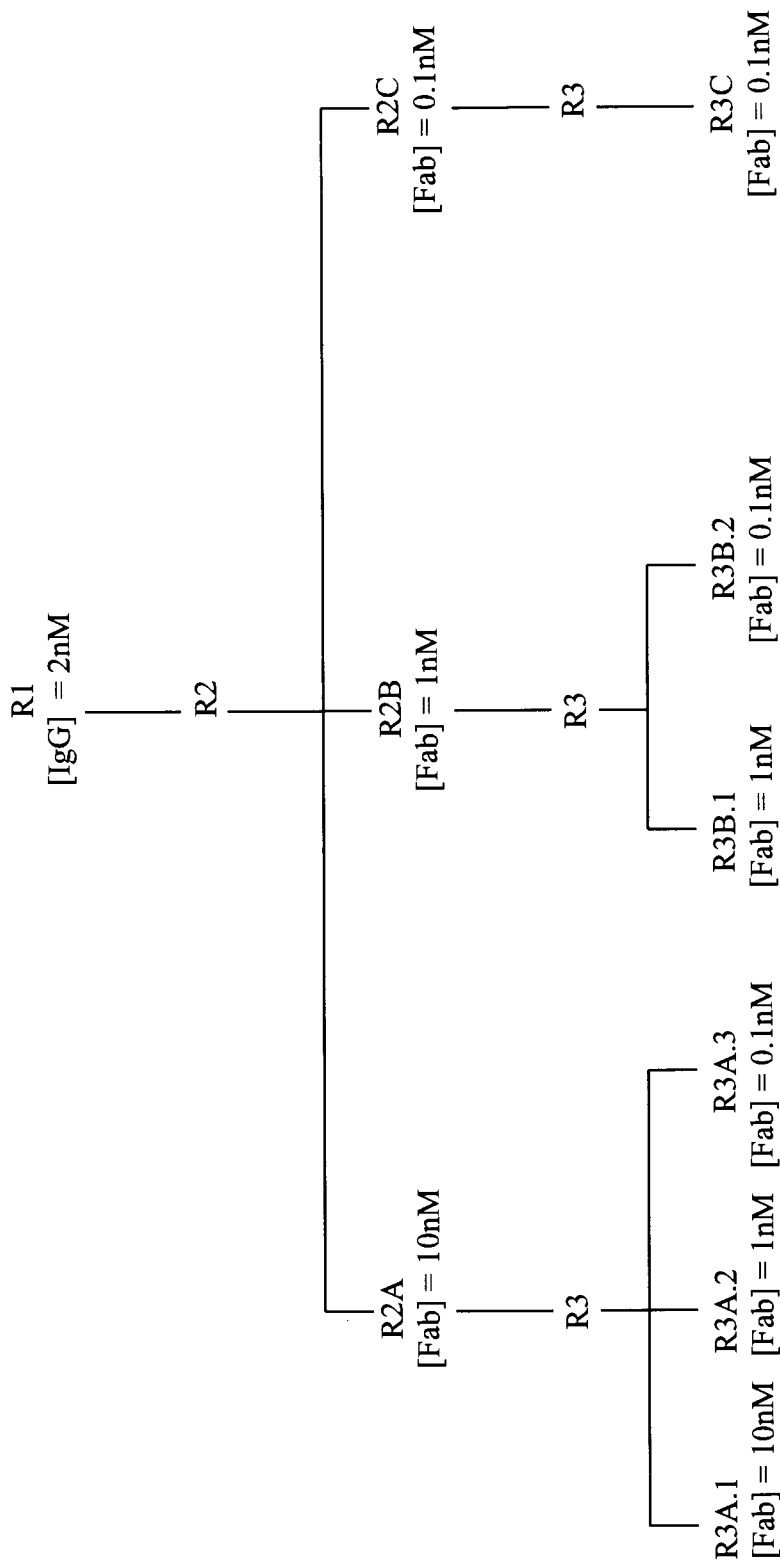 R1
[IgG] = 2nM
R2
R2A
[Fab] = 10nM
R2B
[Fab] = 1nM
R2C
[Fab] = 0.1nM
R3
R3
R3
R3A.1
[Fab] = 10nM
R3A.2
[Fab] = 1nM
R3A.3
[Fab] = 0.1nM
R3B.1
[Fab] = 1nM
R3B.2
[Fab] = 0.1nM
R3C
[Fab] = 0.1nM